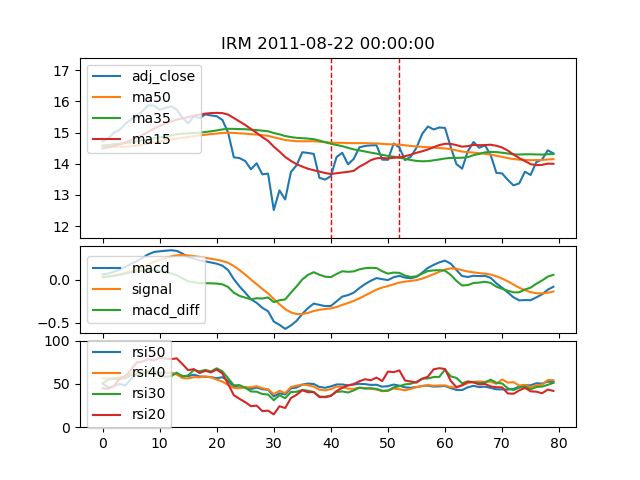 IRM 2011-08-22 00:00:00
17
16
15
14
13
12
adj_close
ma50
ma35
ma15
0.0
−0.5
macd
signal
macd_diff
100
50
0
rsi50
rsi40
rsi30
rsi20
0 10 20 30 40 50 60 70 80